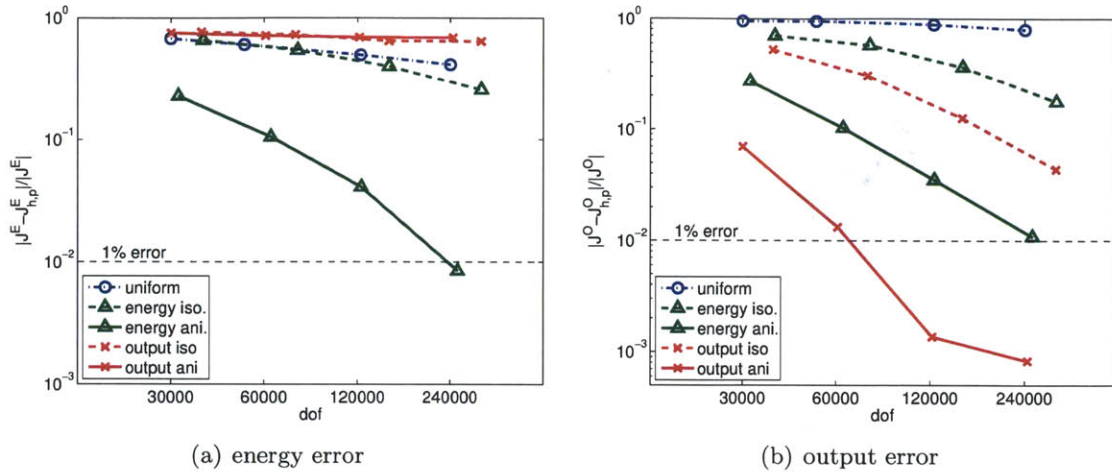 10^0
10^-1
10^-2
10^-3
|J^E-J^E_{h,p}|/|J^E|
1% error
uniform
energy iso.
energy ani.
output iso
output ani
30000 60000 120000 240000
dof
(a) energy error
10^0
10^-1
10^-2
10^-3
|J^O-J^O_{h,p}|/|J^O|
1% error
uniform
energy iso.
energy ani.
output iso
output ani
30000 60000 120000 240000
dof
(b) output error